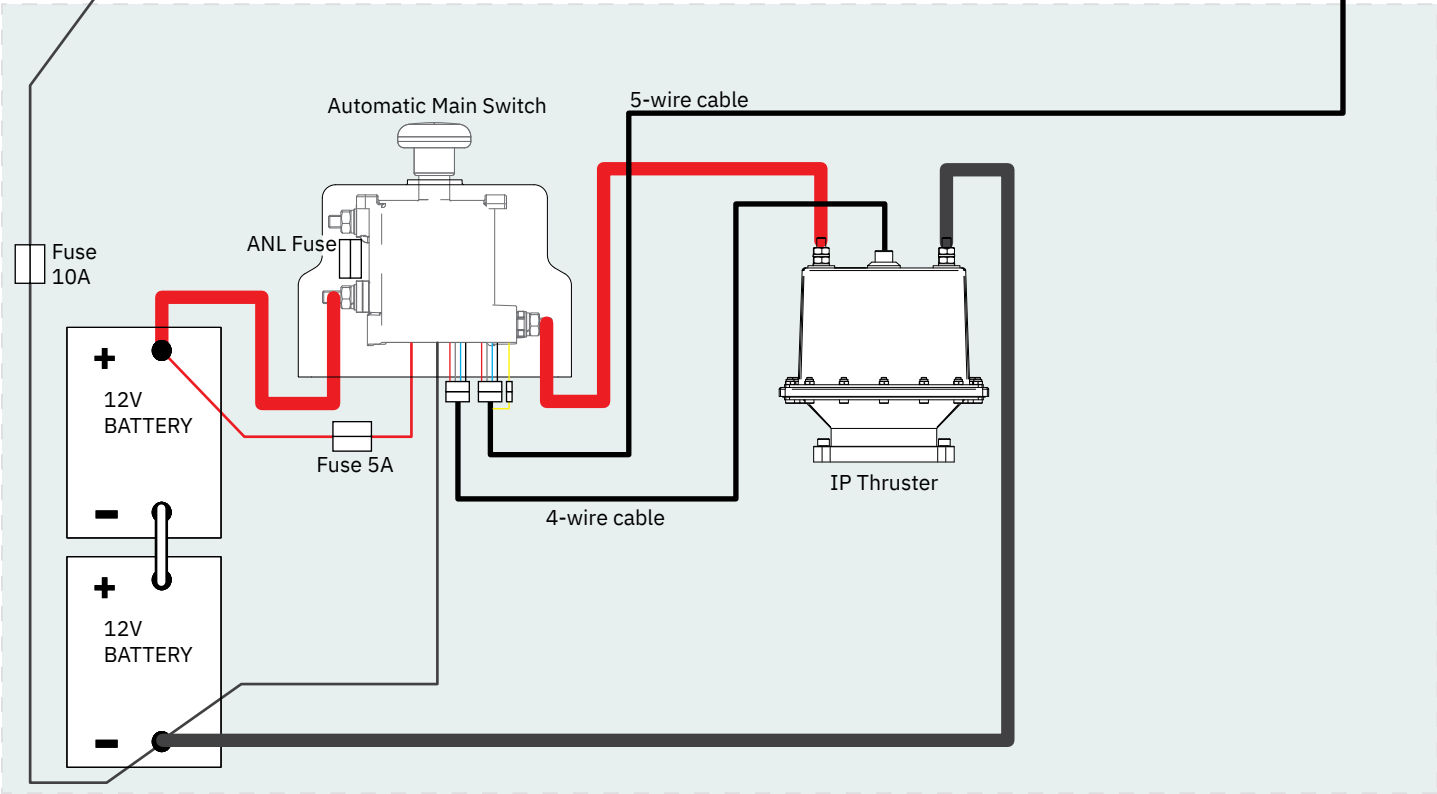 5-wire cable
Automatic Main Switch
ANL Fuse
Fuse
10A
+
12V
BATTERY
Fuse 5A
IP Thruster
-
4-wire cable
+
12V
BATTERY
-